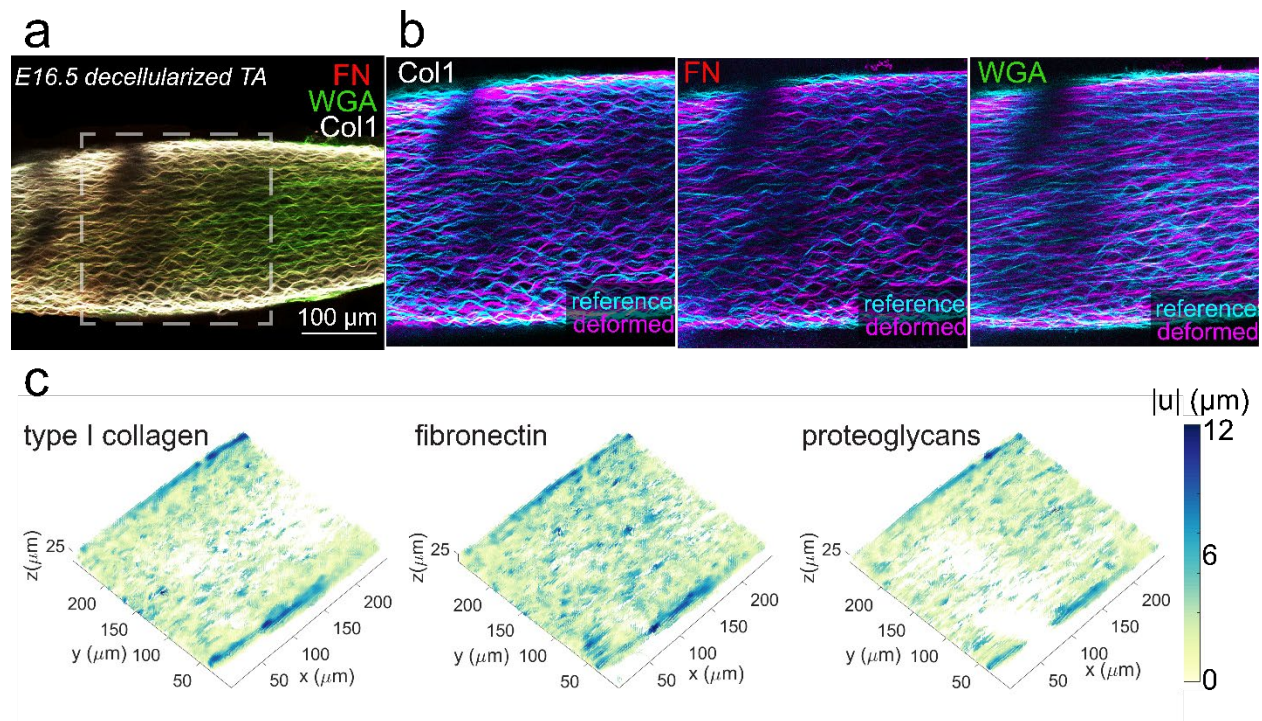 a
E16.5 decellularized TA
FN
WGA
Col1
100 µm
b
Col1
reference
deformed
FN
reference
deformed
WGA
reference
deformed
c
|u| (µm)
12
6
0
type I collagen
z(µm)
25
200
150
100
50
y (µm)
50
100
150
200
x (µm)
fibronectin
z(µm)
25
200
150
100
50
y (µm)
50
100
150
200
x (µm)
proteoglycans
z(µm)
25
200
150
100
50
y (µm)
50
100
150
200
x (µm)